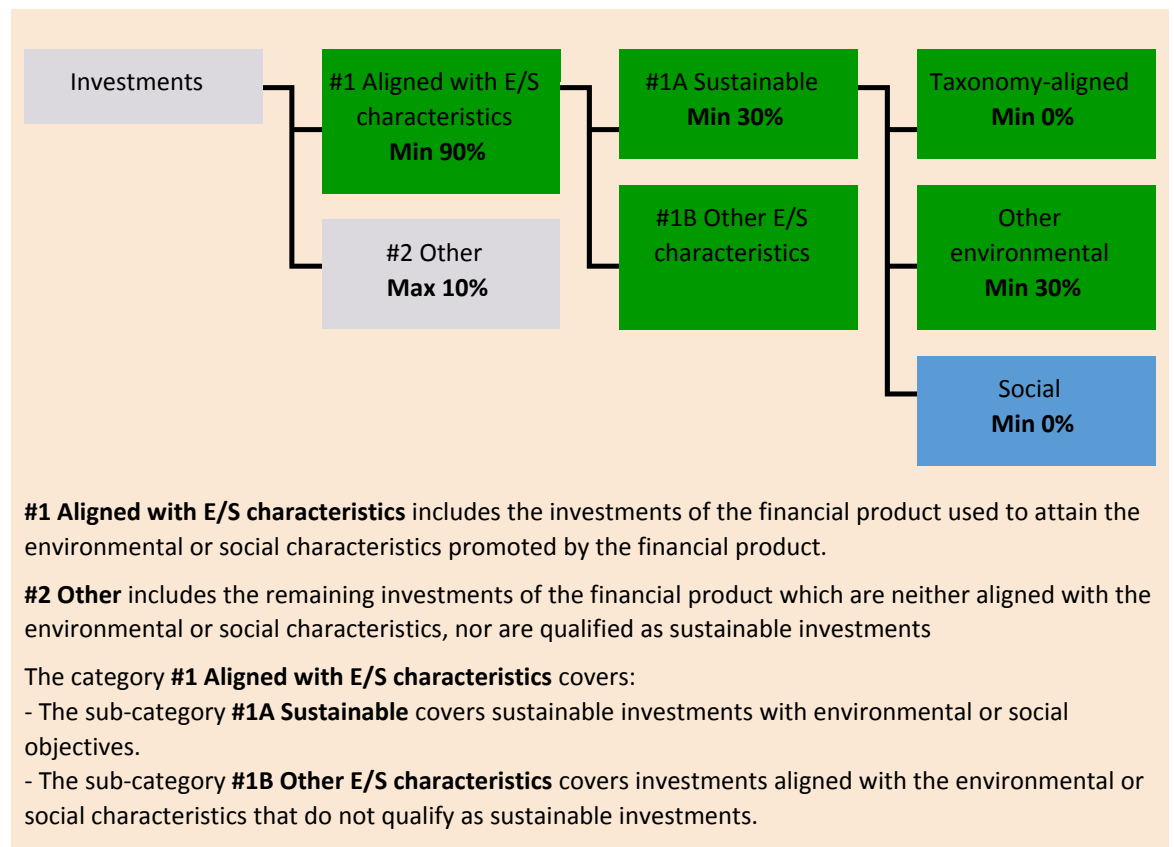 Investments
#1 Aligned with E/S
characteristics
Min 90%
#2 Other
Max 10%
#1A Sustainable
Min 30%
#1B Other E/S
characteristics
Taxonomy-aligned
Min 0%
Other
environmental
Min 30%
Social
Min 0%
#1 Aligned with E/S characteristics includes the investments of the financial product used to attain the
environmental or social characteristics promoted by the financial product.
#2 Other includes the remaining investments of the financial product which are neither aligned with the
environmental or social characteristics, nor are qualified as sustainable investments
The category #1 Aligned with E/S characteristics covers:
- The sub-category #1A Sustainable covers sustainable investments with environmental or social
objectives.
- The sub-category #1B Other E/S characteristics covers investments aligned with the environmental or
social characteristics that do not qualify as sustainable investments.